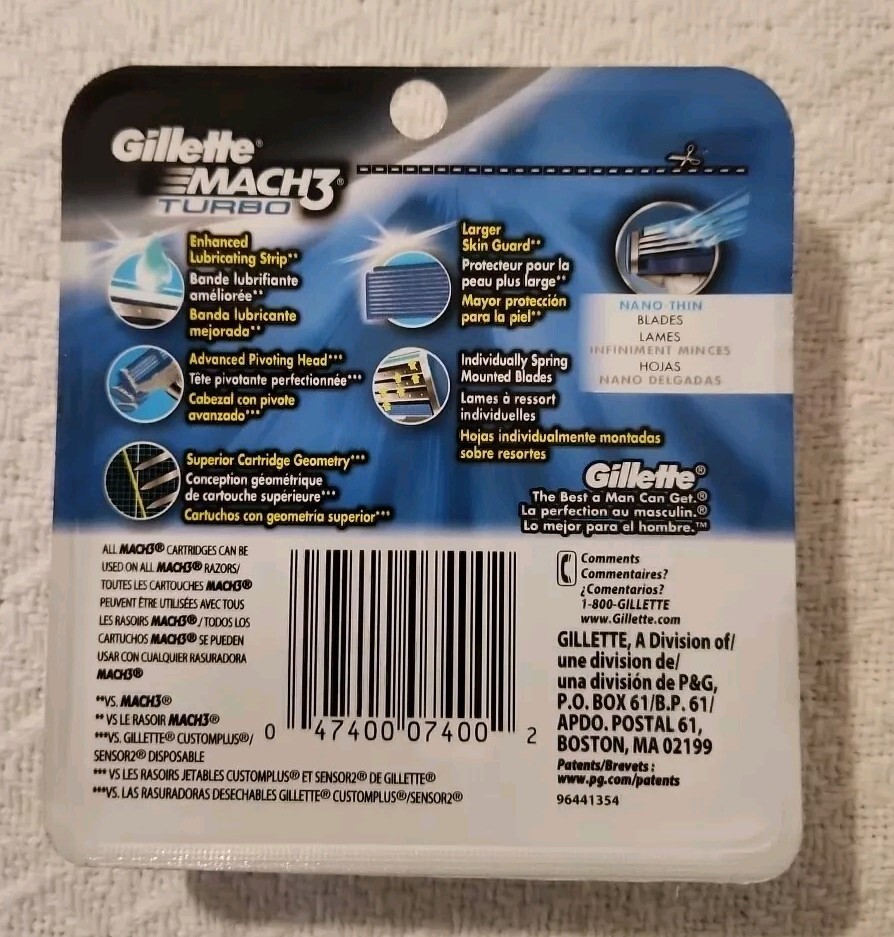 Gillette®
MACH3®
TURBO
Enhanced
Lubricating Strip**
Bande lubrifiante
améliorée**
Banda lubricante
mejorada**
Advanced Pivoting Head***
Tête pivotante perfectionnée***
Cabezal con pivote
avanzado***
Superior Cartridge Geometry***
Conception géométrique
de cartouche supérieure***
Cartuchos con geometría superior***
Larger
Skin Guard**
Protecteur pour la
peau plus large**
Mayor protección
para la piel**
Individually Spring
Mounted Blades
Lames à ressort
individuelles
Hojas individualmente montadas
sobre resortes
NANO-THIN
BLADES
LAMES
INFINIMENT MINCES
HOJAS
NANO DELGADAS
Gillette®
The Best a Man Can Get.®
La perfection au masculin.®
Lo mejor para el hombre.™
ALL MACH3® CARTRIDGES CAN BE
USED ON ALL MACH3® RAZORS/
TOUTES LES CARTOUCHES MACH3®
PEUVENT ÊTRE UTILISÉES AVEC TOUS
LES RASOIRS MACH3®/TODOS LOS
CARTUCHOS MACH3® SE PUEDEN
USAR CON CUALQUIER RASURADORA
MACH3®
**VS. MACH3®
** VS LE RASOIR MACH3®
***VS. GILLETTE® CUSTOMPLUS®/
SENSOR2® DISPOSABLE
*** VS LES RASOIRS JETABLES CUSTOMPLUS® ET SENSOR2® DE GILLETTE®
***VS. LAS RASURADORAS DESECHABLES GILLETTE® CUSTOMPLUS®/SENSOR2®
0 47400 07400 2
Comments
Commentaires?
¿Comentarios?
1-800-GILLETTE
www.Gillette.com
GILLETTE, A Division of/
une division de/
una división de P&G,
P.O. BOX 61/B.P. 61/
APDO. POSTAL 61,
BOSTON, MA 02199
Patents/Brevets:
www.pg.com/patents
96441354